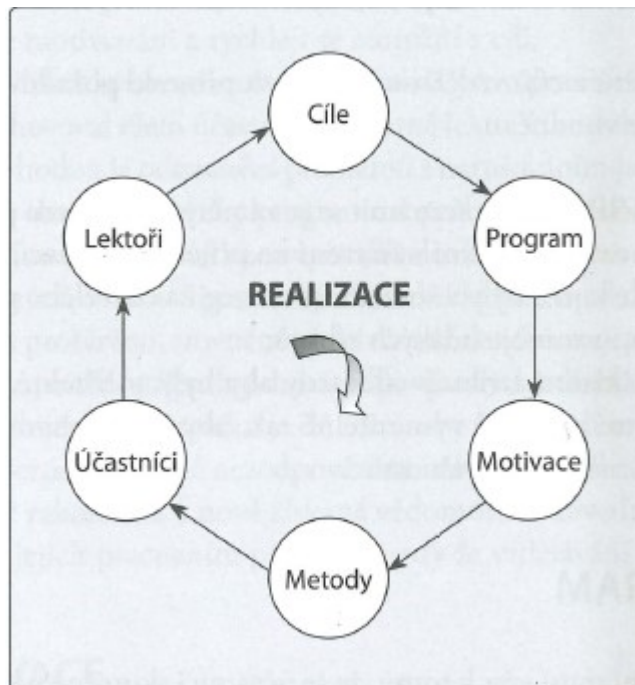 Cíle
Lektoři
Program
REALIZACE
Účastníci
Motivace
Metody